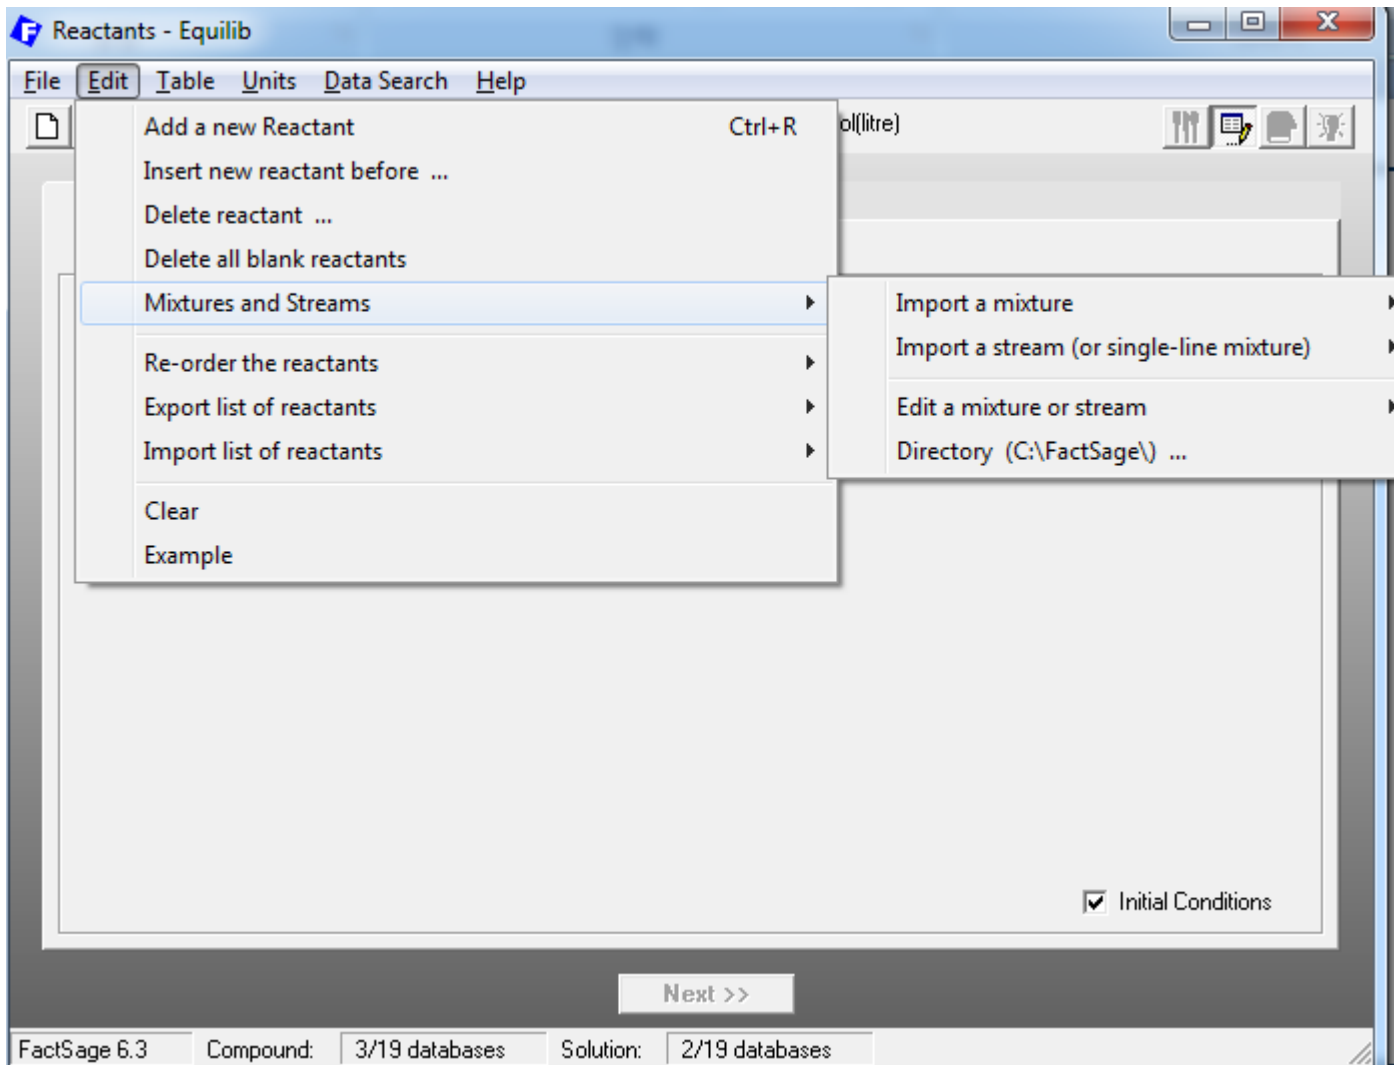 Reactants - Equilib
File Edit Table Units Data Search Help
ol(litre)
Add a new Reactant Ctrl+R
Insert new reactant before ...
Delete reactant ...
Delete all blank reactants
Mixtures and Streams
Re-order the reactants
Export list of reactants
Import list of reactants
Clear
Example
Import a mixture
Import a stream (or single-line mixture)
Edit a mixture or stream
Directory (C:\FactSage\) ...
Initial Conditions
Next >>
FactSage 6.3 Compound: 3/19 databases Solution: 2/19 databases